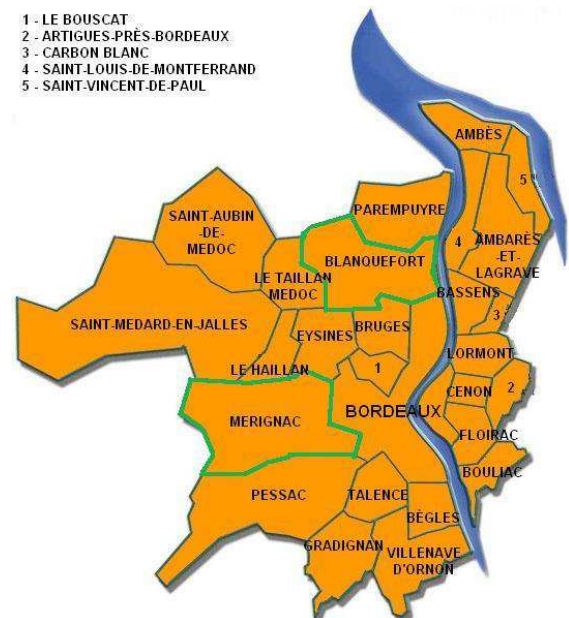 1 - LE BOUSCAT
2 - ARTIGUES-PRÈS-BORDEAUX
3 - CARBON BLANC
4 - SAINT-LOUIS-DE-MONTFERRAND
5 - SAINT-VINCENT-DE-PAUL
AMBÈS
5
PAREMPUYRE
SAINT-AUBIN
-DE-
MEDOC
4
AMBARÈS
-ET-
LAGRAVE
BLANQUEFORT
LE TAILLAN
MEDOC
BASSENS
3
SAINT-MEDARD-EN-JALLES
EYSINES
BRUGES
LORMONT
LE HAILLAN
1
CENON
2
MERIGNAC
BORDEAUX
FLOIRAC
BOULIAC
PESSAC
TALENCE
BÈGLES
GRADIGNAN
VILLENAVE
D'ORNON